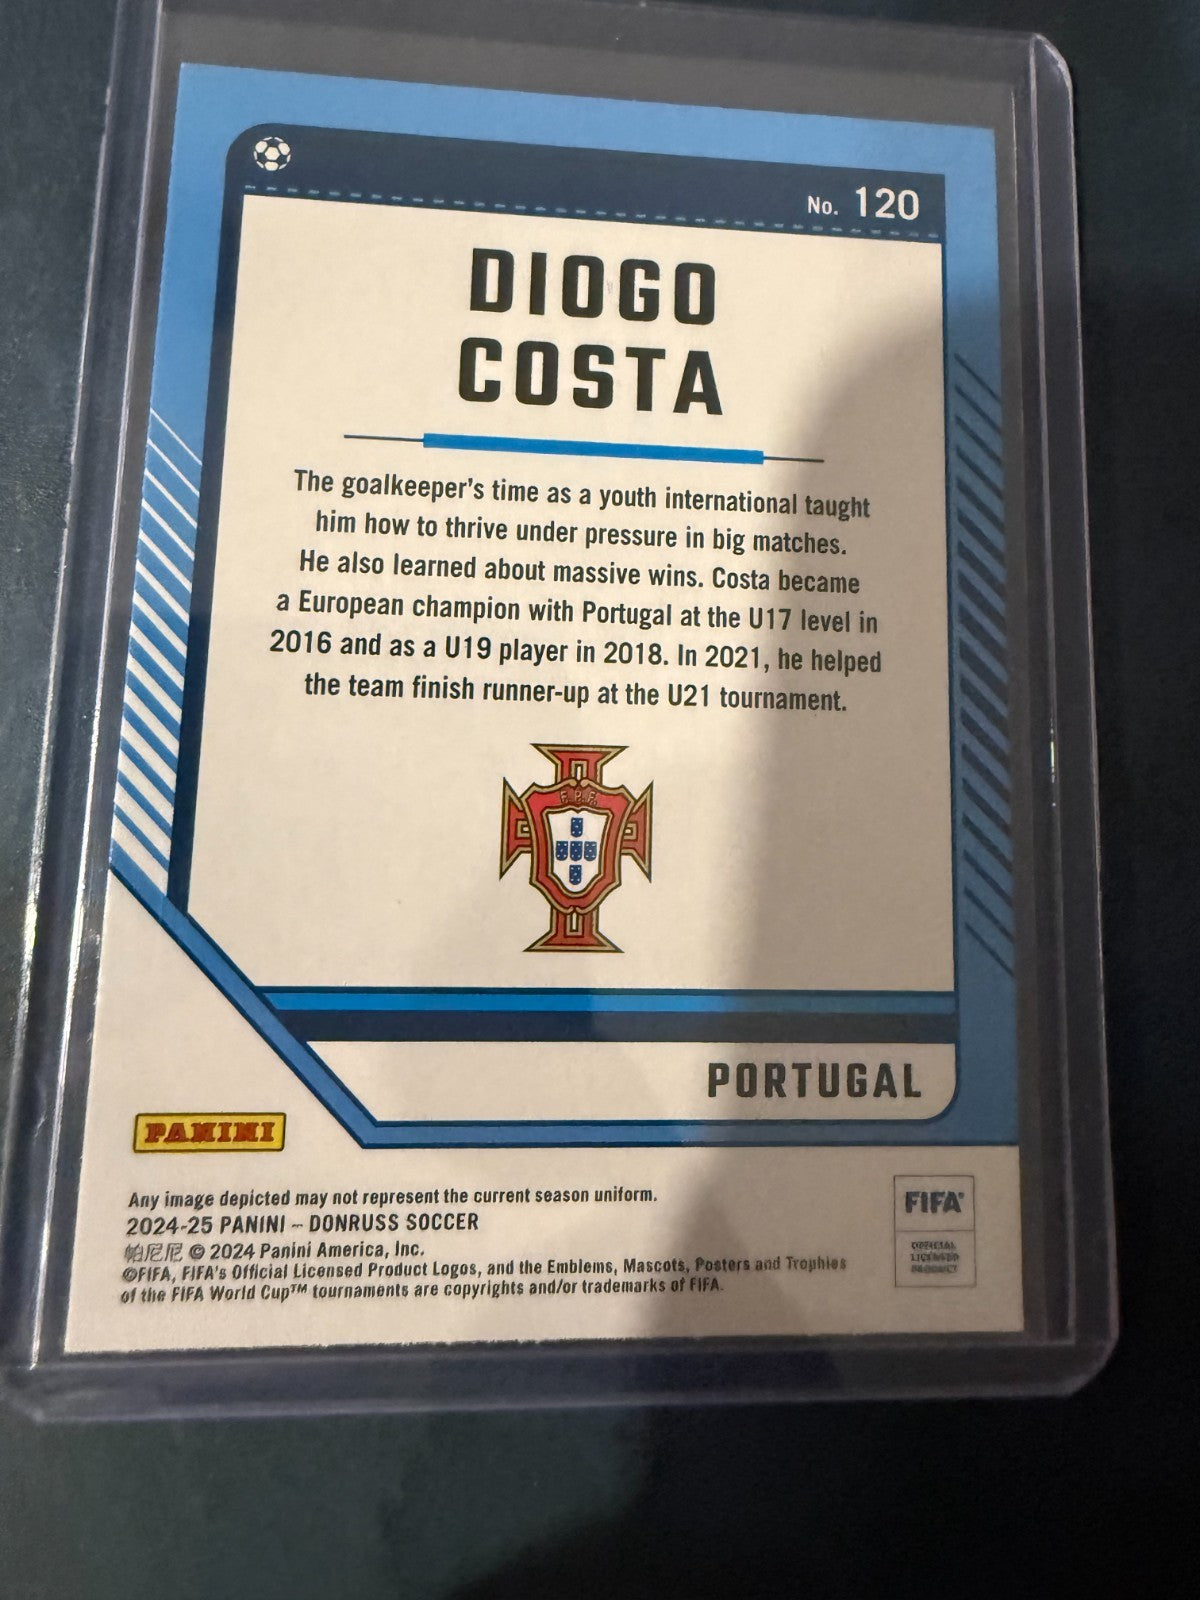 No. 120
DIOGO
COSTA
The goalkeeper's time as a youth international taught
him how to thrive under pressure in big matches.
He also learned about massive wins. Costa became
a European champion with Portugal at the U17 level in
2016 and as a U19 player in 2018. In 2021, he helped
the team finish runner-up at the U21 tournament.
F.P.F.
PORTUGAL
PANINI
Any image depicted may not represent the current season uniform.
2024-25 PANINI – DONRUSS SOCCER
帕尼尼 © 2024 Panini America, Inc.
©FIFA, FIFA's Official Licensed Product Logos, and the Emblems, Mascots, Posters and Trophies
of the FIFA World Cup™ tournaments are copyrights and/or trademarks of FIFA.
FIFA®
OFFICIAL
LICENSED
PRODUCT